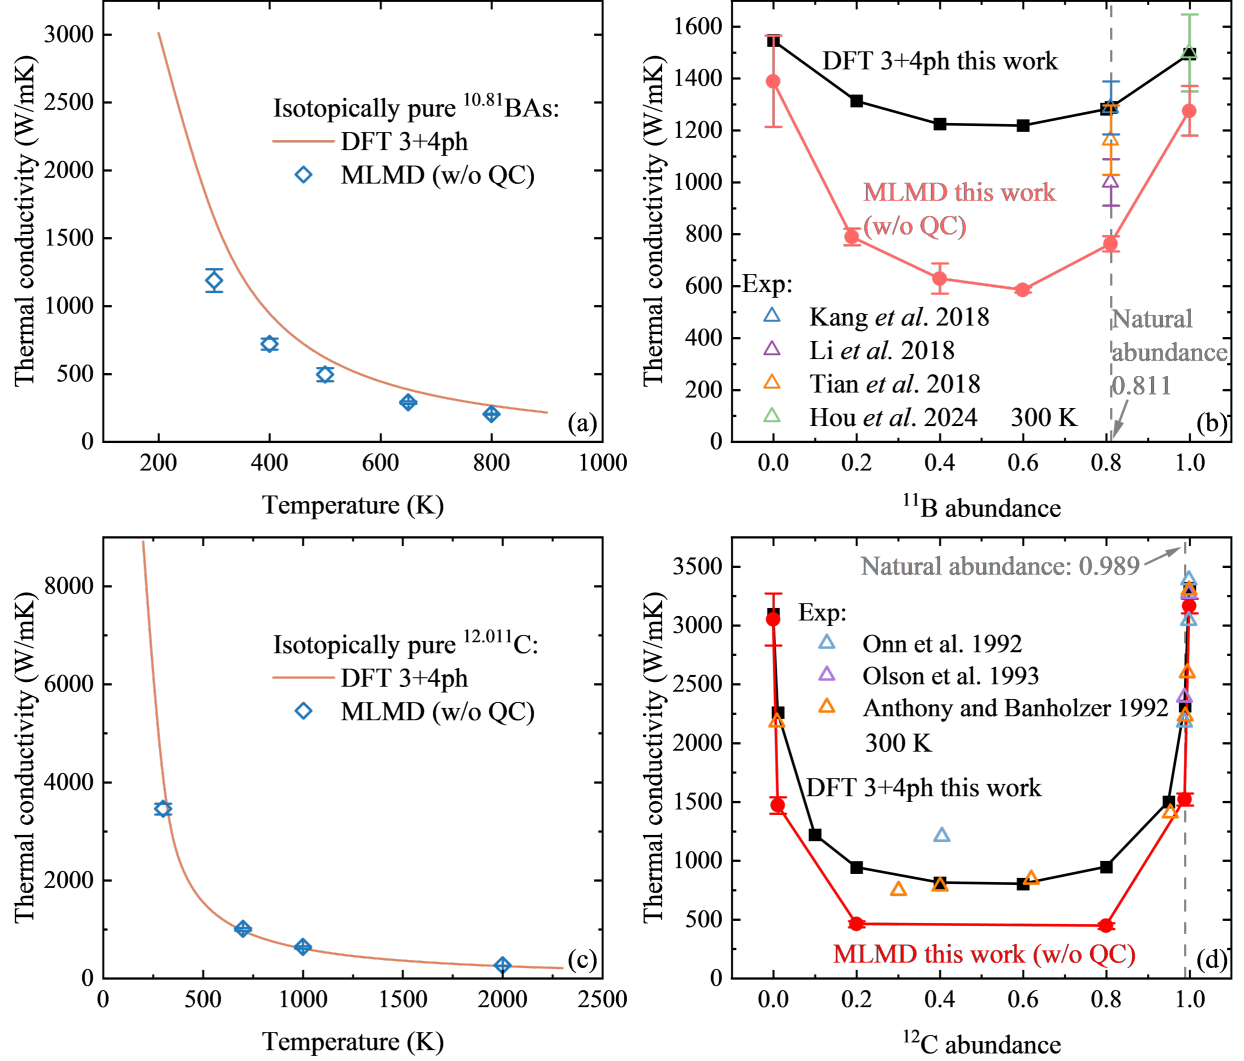 3000
2500
2000
1500
1000
500
0
200
400
600
800
1000
Thermal conductivity (W/mK)
Temperature (K)
Isotopically pure ¹⁰·⁸¹BAs:
DFT 3+4ph
MLMD (w/o QC)
(a)
1600
1400
1200
1000
800
600
400
200
0
0.0
0.2
0.4
0.6
0.8
1.0
Thermal conductivity (W/mK)
¹¹B abundance
DFT 3+4ph this work
MLMD this work
(w/o QC)
Exp:
Kang et al. 2018
Li et al. 2018
Tian et al. 2018
Hou et al. 2024
300 K
Natural
abundance
0.811
(b)
8000
6000
4000
2000
0
0
500
1000
1500
2000
2500
Thermal conductivity (W/mK)
Temperature (K)
Isotopically pure ¹²·⁰¹¹C:
DFT 3+4ph
MLMD (w/o QC)
(c)
3500
3000
2500
2000
1500
1000
500
0
0.0
0.2
0.4
0.6
0.8
1.0
Thermal conductivity (W/mK)
¹²C abundance
Natural abundance: 0.989
Exp:
Onn et al. 1992
Olson et al. 1993
Anthony and Banholzer 1992
300 K
DFT 3+4ph this work
MLMD this work (w/o QC)
(d)